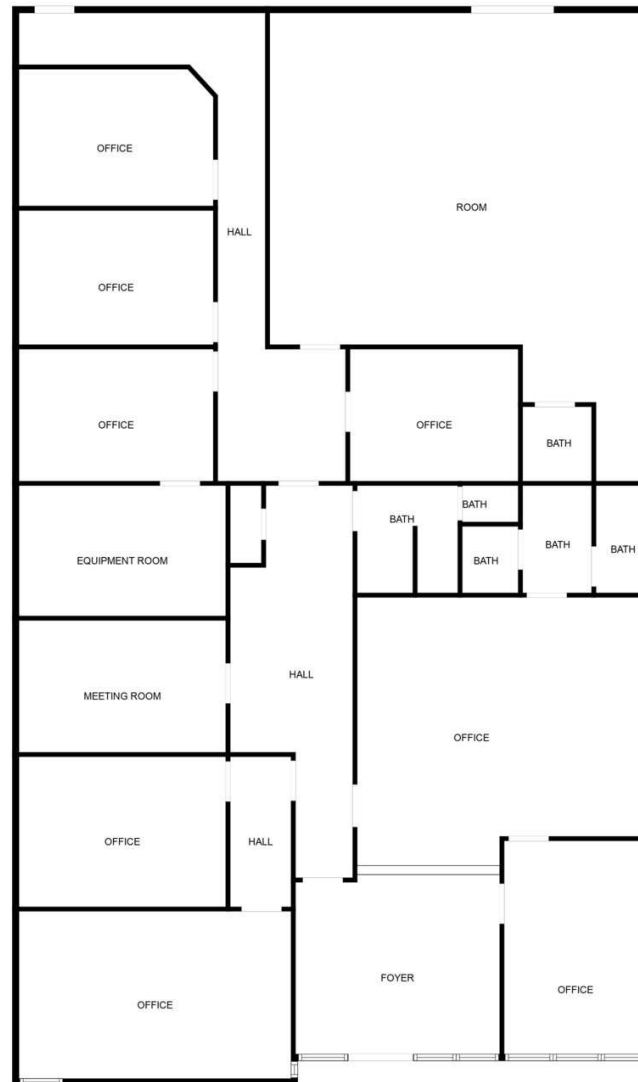 OFFICE
ROOM
HALL
OFFICE
OFFICE
OFFICE
BATH
BATH
BATH
BATH
BATH
BATH
EQUIPMENT ROOM
HALL
MEETING ROOM
OFFICE
OFFICE
HALL
FOYER
OFFICE
OFFICE